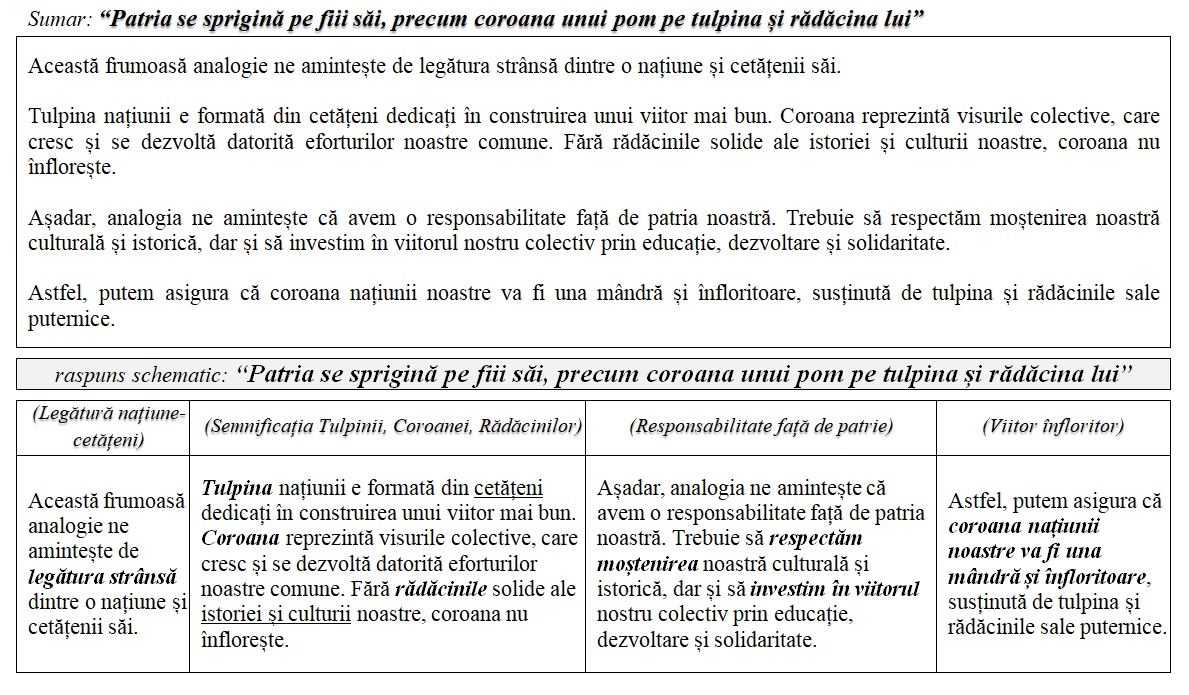 Sumar: “Patria se sprigină pe fiii săi, precum coroana unui pom pe tulpina și rădăcina lui”
Această frumoasă analogie ne amintește de legătura strânsă dintre o națiune și cetățenii săi.
Tulpina națiunii e formată din cetățeni dedicați în construirea unui viitor mai bun. Coroana reprezintă visurile colective, care
cresc și se dezvoltă datorită eforturilor noastre comune. Fără rădăcinile solide ale istoriei și culturii noastre, coroana nu
înflorește.
Așadar, analogia ne amintește că avem o responsabilitate față de patria noastră. Trebuie să respectăm moștenirea noastră
culturală și istorică, dar și să investim în viitorul nostru colectiv prin educație, dezvoltare și solidaritate.
Astfel, putem asigura că coroana națiunii noastre va fi una mândră și înfloritoare, susținută de tulpina și rădăcinile sale
puternice.
raspuns schematic: “Patria se sprigină pe fiii săi, precum coroana unui pom pe tulpina și rădăcina lui”
(Legătură națiune-
cetățeni)
(Semnificația Tulpinii, Coroanei, Rădăcinilor)
(Responsabilitate față de patrie)
(Viitor înfloritor)
Această frumoasă
analogie ne
amintește de
legătura strânsă
dintre o națiune și
cetățenii săi.
Tulpina națiunii e formată din cetățeni
dedicați în construirea unui viitor mai bun.
Coroana reprezintă visurile colective, care
cresc și se dezvoltă datorită eforturilor
noastre comune. Fără rădăcinile solide ale
istoriei și culturii noastre, coroana nu
înflorește.
Așadar, analogia ne amintește că
avem o responsabilitate față de patria
noastră. Trebuie să respectăm
moștenirea noastră culturală și
istorică, dar și să investim în viitorul
nostru colectiv prin educație,
dezvoltare și solidaritate.
Astfel, putem asigura că
coroana națiunii
noastre va fi una
mândră și înfloritoare,
susținută de tulpina și
rădăcinile sale puternice.